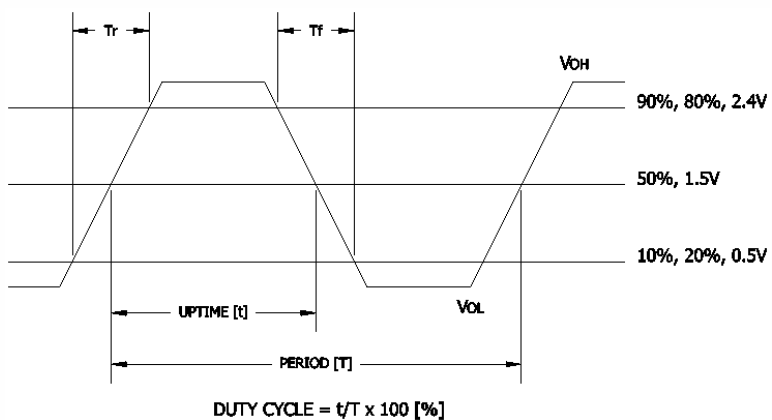 Tr
Tf
VOH
90%, 80%, 2.4V
50%, 1.5V
10%, 20%, 0.5V
UPTIME [t]
VOL
PERIOD [T]
DUTY CYCLE = t/T x 100 [%]